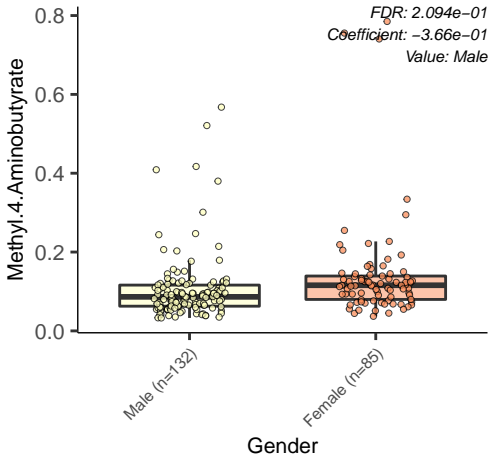 FDR: 2.094e−01
Coefficient: −3.66e−01
Value: Male
Methyl.4.Aminobutyrate
0.8
0.6
0.4
0.2
0.0
Male (n=132)
Female (n=85)
Gender